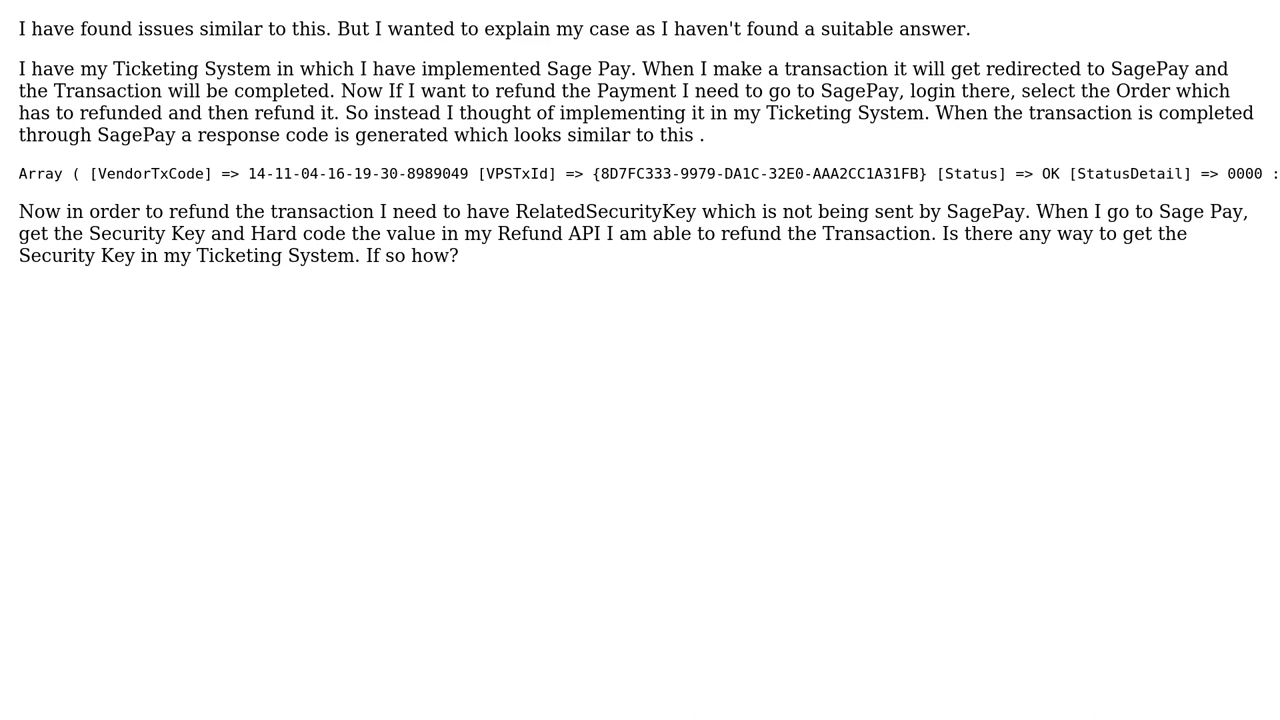 I have found issues similar to this. But I wanted to explain my case as I haven't found a suitable answer.
I have my Ticketing System in which I have implemented Sage Pay. When I make a transaction it will get redirected to SagePay and
the Transaction will be completed. Now If I want to refund the Payment I need to go to SagePay, login there, select the Order which
has to refunded and then refund it. So instead I thought of implementing it in my Ticketing System. When the transaction is completed
through SagePay a response code is generated which looks similar to this .
Array ( [VendorTxCode] => 14-11-04-16-19-30-8989049 [VPSTxId] => {8D7FC333-9979-DA1C-32E0-AAA2CC1A31FB} [Status] => OK [StatusDetail] => 0000 :
Now in order to refund the transaction I need to have RelatedSecurityKey which is not being sent by SagePay. When I go to Sage Pay,
get the Security Key and Hard code the value in my Refund API I am able to refund the Transaction. Is there any way to get the
Security Key in my Ticketing System. If so how?